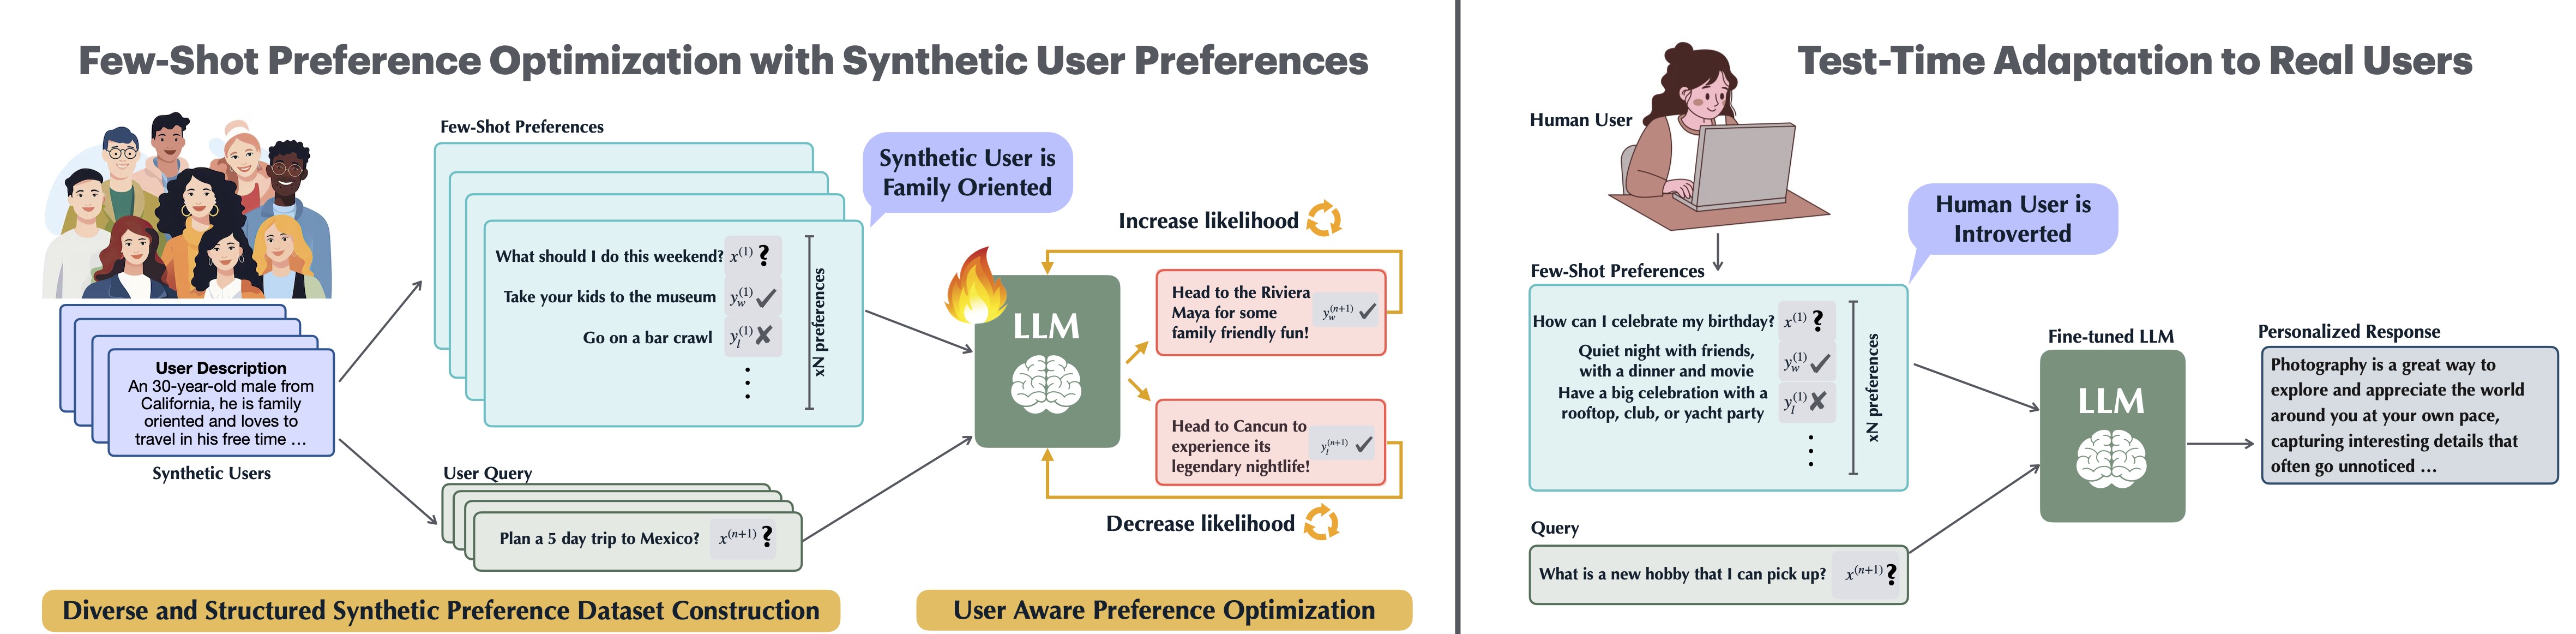 Few-Shot Preference Optimization with Synthetic User Preferences
Few-Shot Preferences
Synthetic User is
Family Oriented
What should I do this weekend? x⁽¹⁾ ?
Take your kids to the museum y_w⁽¹⁾ ✓
Go on a bar crawl y_l⁽¹⁾ ✗
⋮
xN preferences
User Description
An 30-year-old male from
California, he is family
oriented and loves to
travel in his free time ...
Synthetic Users
User Query
Plan a 5 day trip to Mexico? x⁽ⁿ⁺¹⁾ ?
Increase likelihood
LLM
Head to the Riviera
Maya for some
family friendly fun!
y_w⁽ⁿ⁺¹⁾ ✓
Head to Cancun to
experience its
legendary nightlife!
y_l⁽ⁿ⁺¹⁾ ✓
Decrease likelihood
Diverse and Structured Synthetic Preference Dataset Construction
User Aware Preference Optimization
Test-Time Adaptation to Real Users
Human User
Human User is
Introverted
Few-Shot Preferences
How can I celebrate my birthday? x⁽¹⁾ ?
Quiet night with friends,
with a dinner and movie
y_w⁽¹⁾ ✓
Have a big celebration with a
rooftop, club, or yacht party
y_l⁽¹⁾ ✗
⋮
xN preferences
Query
What is a new hobby that I can pick up? x⁽ⁿ⁺¹⁾ ?
Fine-tuned LLM
LLM
Personalized Response
Photography is a great way to
explore and appreciate the world
around you at your own pace,
capturing interesting details that
often go unnoticed ...